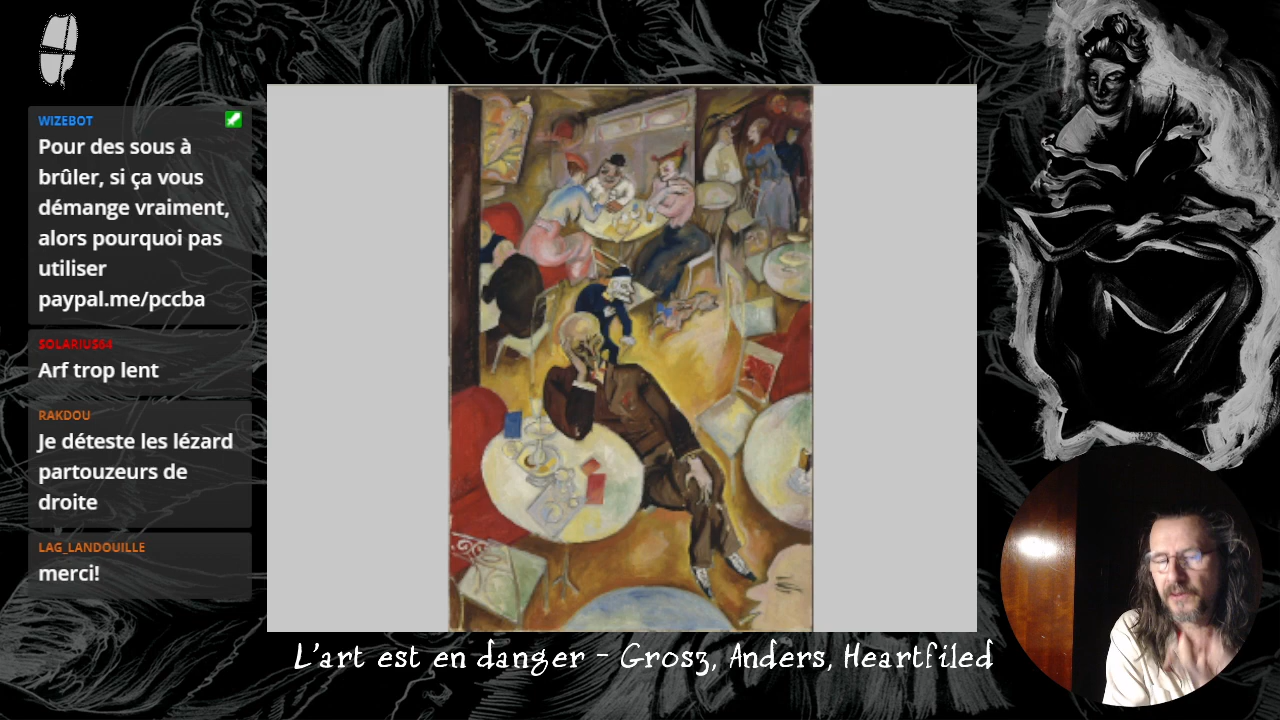 WIZEBOT
Pour des sous à
brûler, si ça vous
démange vraiment,
alors pourquoi pas
utiliser
paypal.me/pccba
SOLARIUS64
Arf trop lent
RAKDOU
Je déteste les lézard
partouzeurs de
droite
LAG_LANDOUILLE
merci!
L'art est en danger - Grosz, Anders, Heartfiled